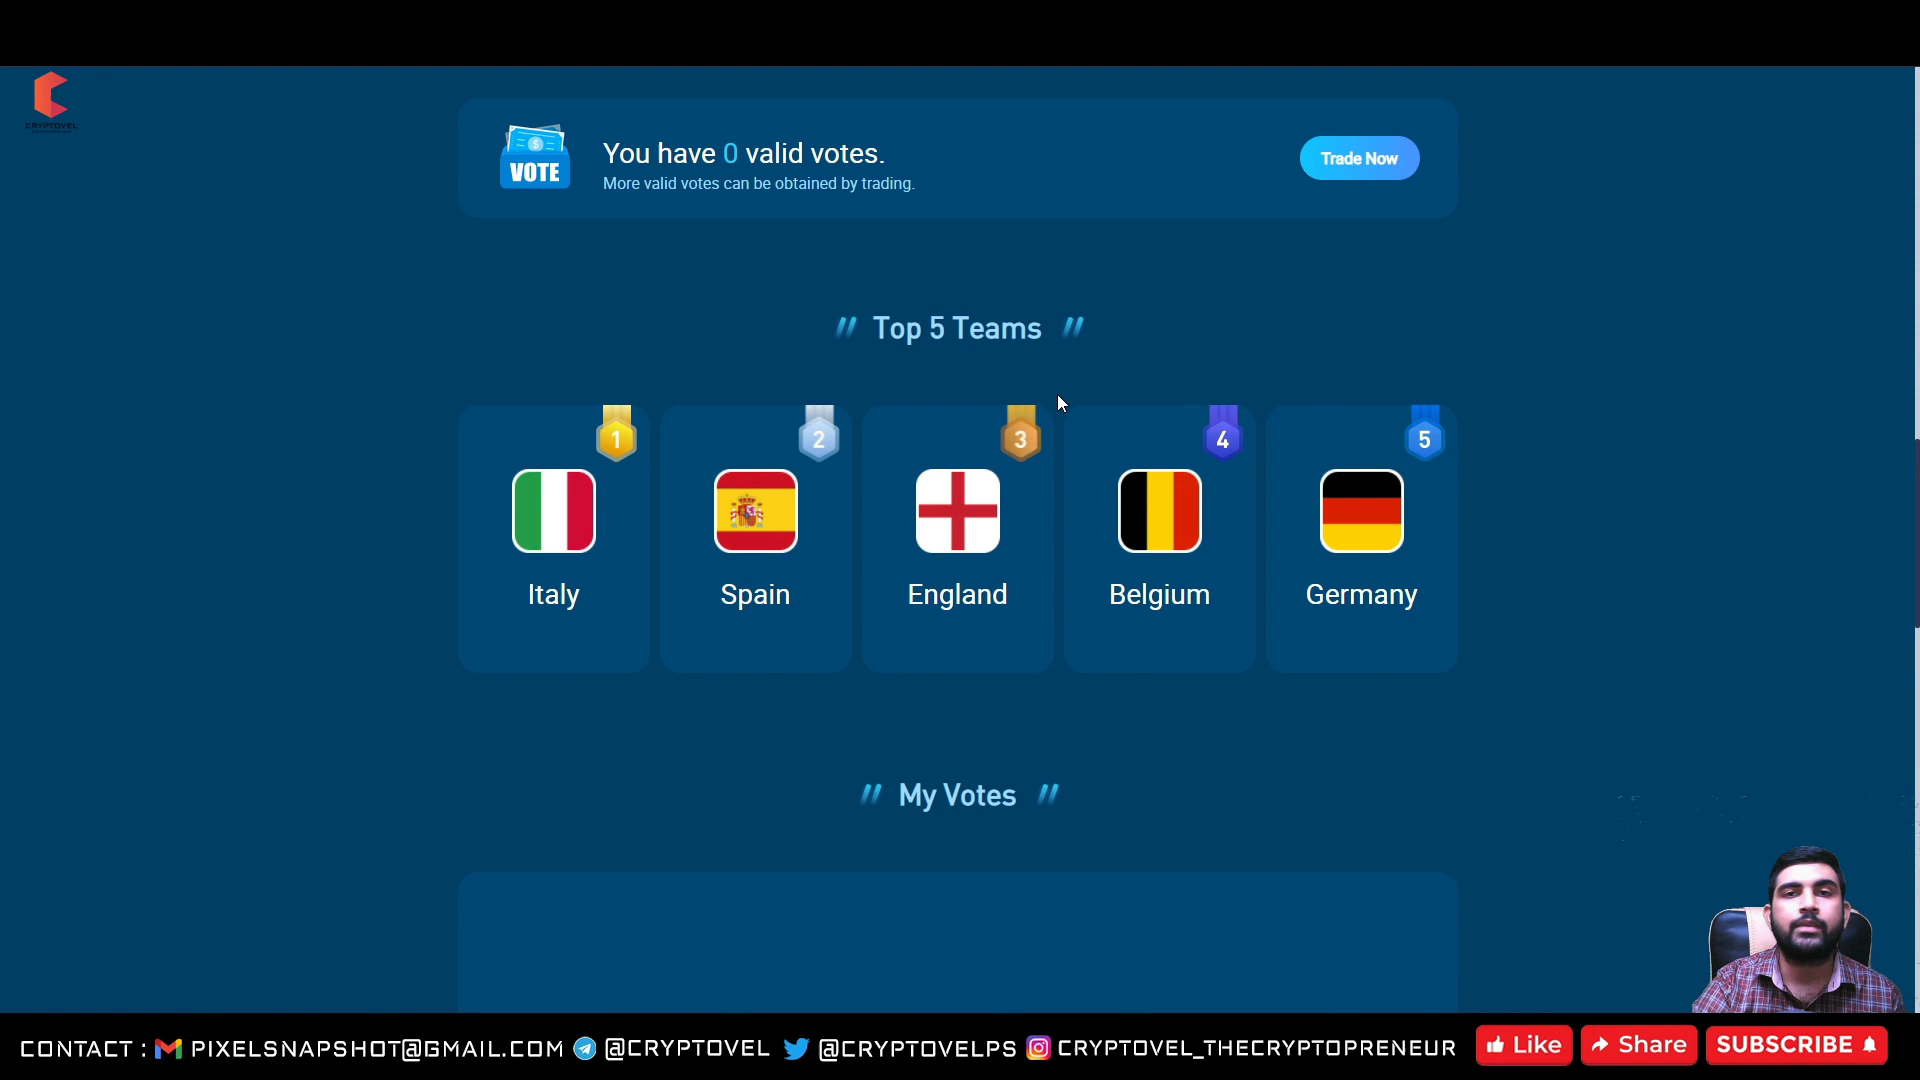 CRYPTOVEL
VOTE
You have 0 valid votes.
More valid votes can be obtained by trading.
Trade Now
Top 5 Teams
1
2
3
4
5
Italy
Spain
England
Belgium
Germany
My Votes
CONTACT : PIXELSNAPSHOT@GMAIL.COM @CRYPTOVEL @CRYPTOVELPS CRYPTOVEL_THECRYPTOPRENEUR Like Share SUBSCRIBE